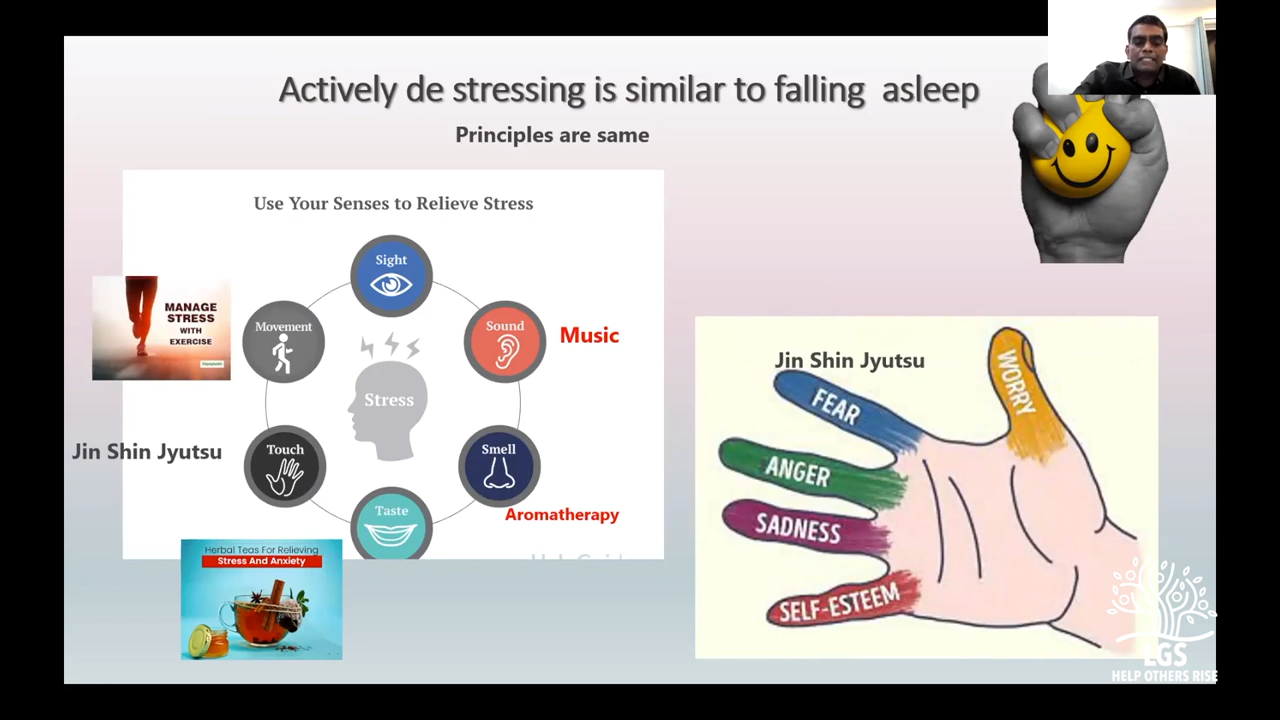 Actively de stressing is similar to falling asleep
Principles are same
Use Your Senses to Relieve Stress
Sight
MANAGE
STRESS
WITH
EXERCISE
Movement
Sound
Music
Stress
Jin Shin Jyutsu
Touch
Smell
Taste
Aromatherapy
Herbal Teas For Relieving
Stress And Anxiety
Jin Shin Jyutsu
WORRY
FEAR
ANGER
SADNESS
SELF-ESTEEM
LGS
HELP OTHERS RISE